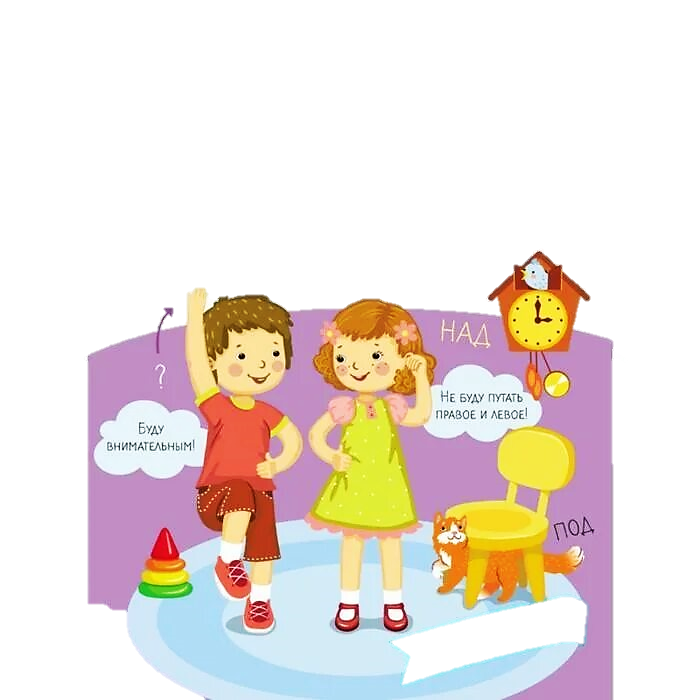 НАД
?
Не буду путать
правое и левое!
Буду
внимательным!
ПОД